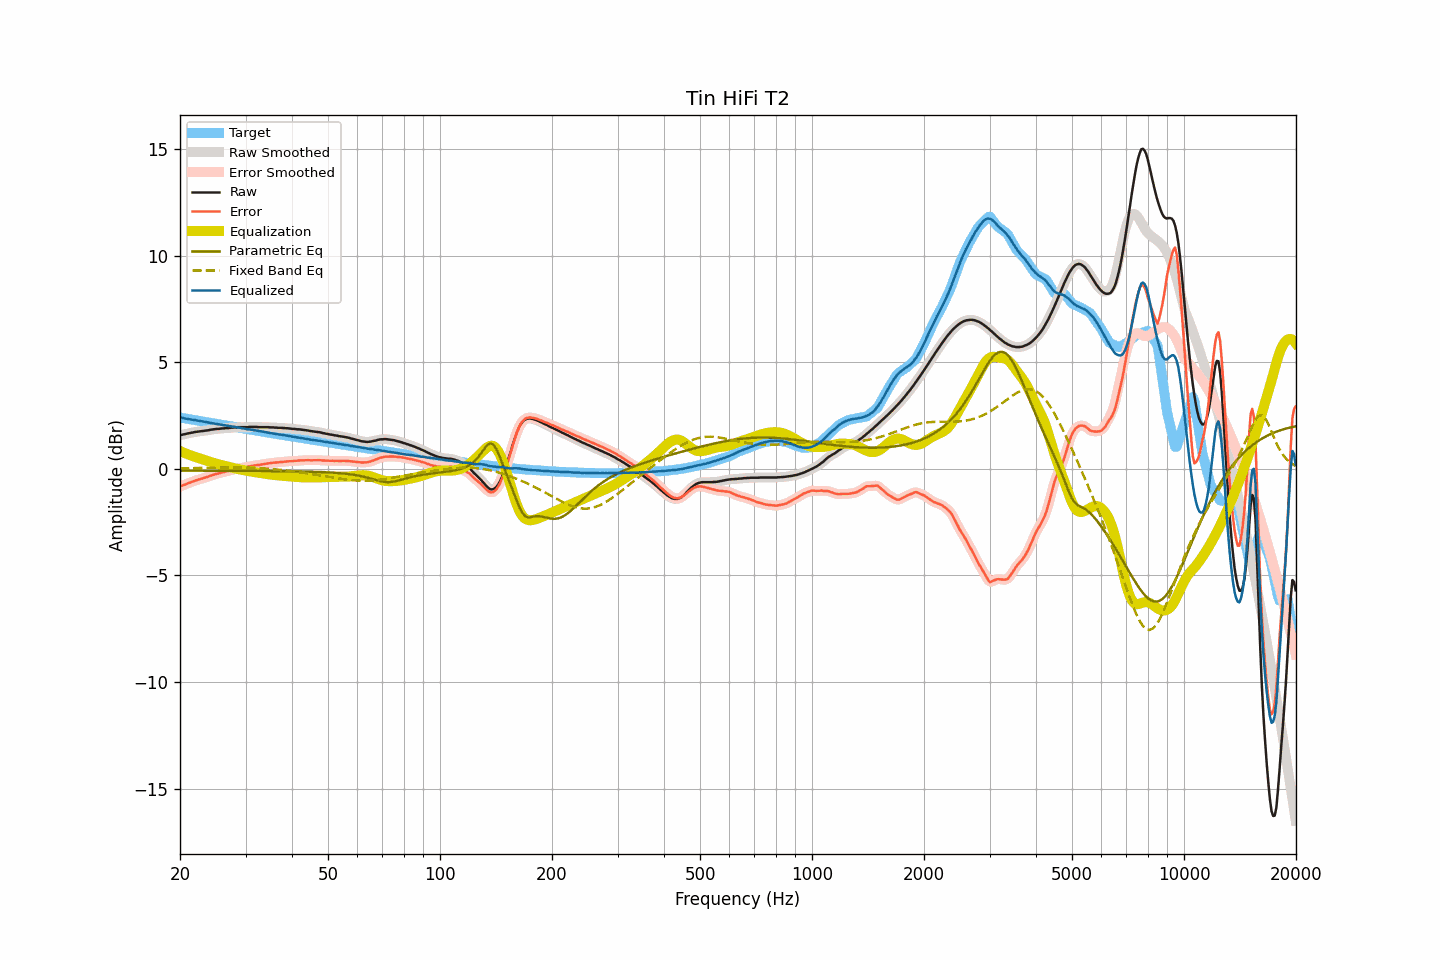 Tin HiFi T2
Target
Raw Smoothed
Error Smoothed
Raw
Error
Equalization
Parametric Eq
Fixed Band Eq
Equalized
15
10
5
0
−5
−10
−15
Amplitude (dBr)
20 50 100 200 500 1000 2000 5000 10000 20000
Frequency (Hz)